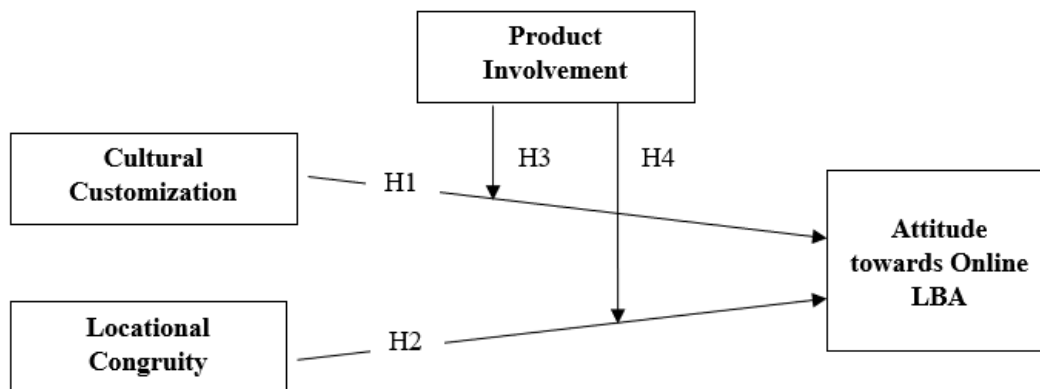 Product
Involvement
Cultural
Customization
H1
H3
H4
Attitude
towards Online
LBA
Locational
Congruity
H2